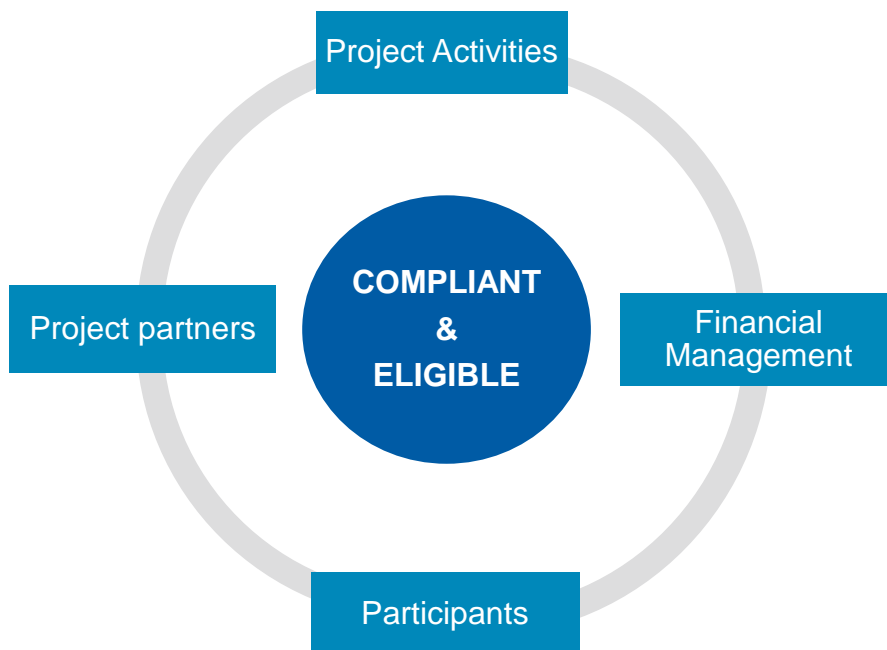 Project Activities
COMPLIANT
&
ELIGIBLE
Project partners
Financial
Management
Participants